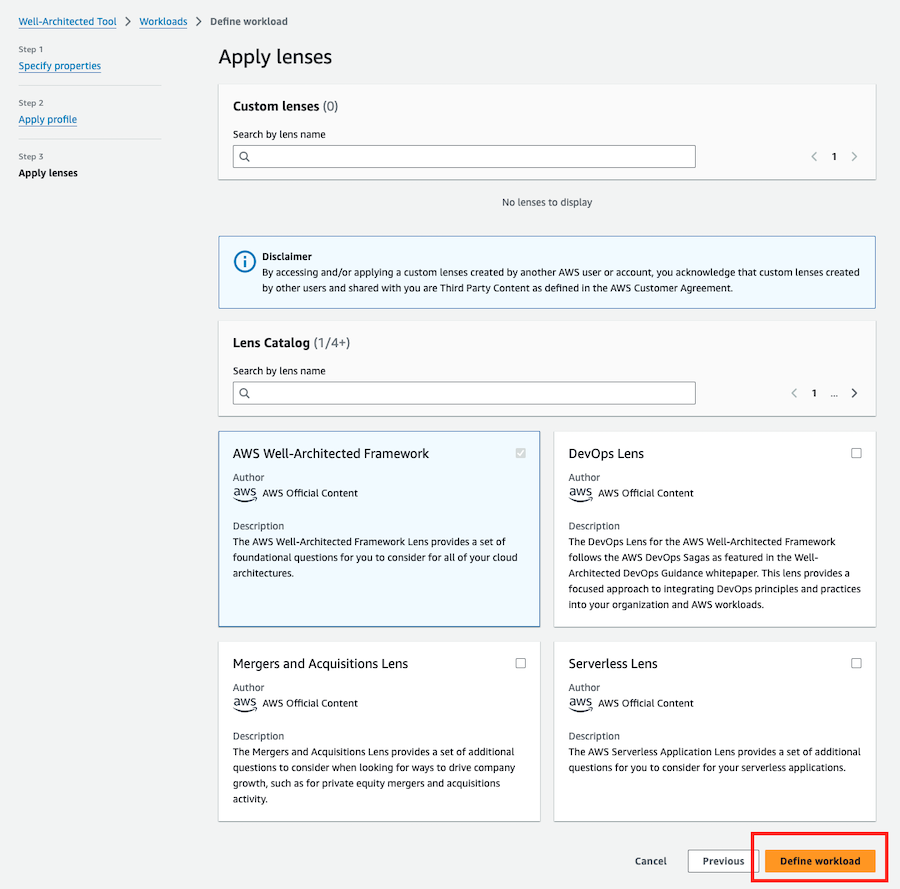 Well-Architected Tool > Workloads > Define workload
Step 1
Specify properties
Step 2
Apply profile
Step 3
Apply lenses
Apply lenses
Custom lenses (0)
Search by lens name
< 1 >
No lenses to display
Disclaimer
By accessing and/or applying a custom lenses created by another AWS user or account, you acknowledge that custom lenses created
by other users and shared with you are Third Party Content as defined in the AWS Customer Agreement.
Lens Catalog (1/4+)
Search by lens name
< 1 ... >
AWS Well-Architected Framework
Author
aws AWS Official Content
Description
The AWS Well-Architected Framework Lens provides a set of
foundational questions for you to consider for all of your cloud
architectures.
DevOps Lens
Author
aws AWS Official Content
Description
The DevOps Lens for the AWS Well-Architected Framework
follows the AWS DevOps Sagas as featured in the Well-
Architected DevOps Guidance whitepaper. This lens provides a
focused approach to integrating DevOps principles and practices
into your organization and AWS workloads.
Mergers and Acquisitions Lens
Author
aws AWS Official Content
Description
The Mergers and Acquisitions Lens provides a set of additional
questions to consider when looking for ways to drive company
growth, such as for private equity mergers and acquisitions
activity.
Serverless Lens
Author
aws AWS Official Content
Description
The AWS Serverless Application Lens provides a set of additional
questions for you to consider for your serverless applications.
Cancel
Previous
Define workload